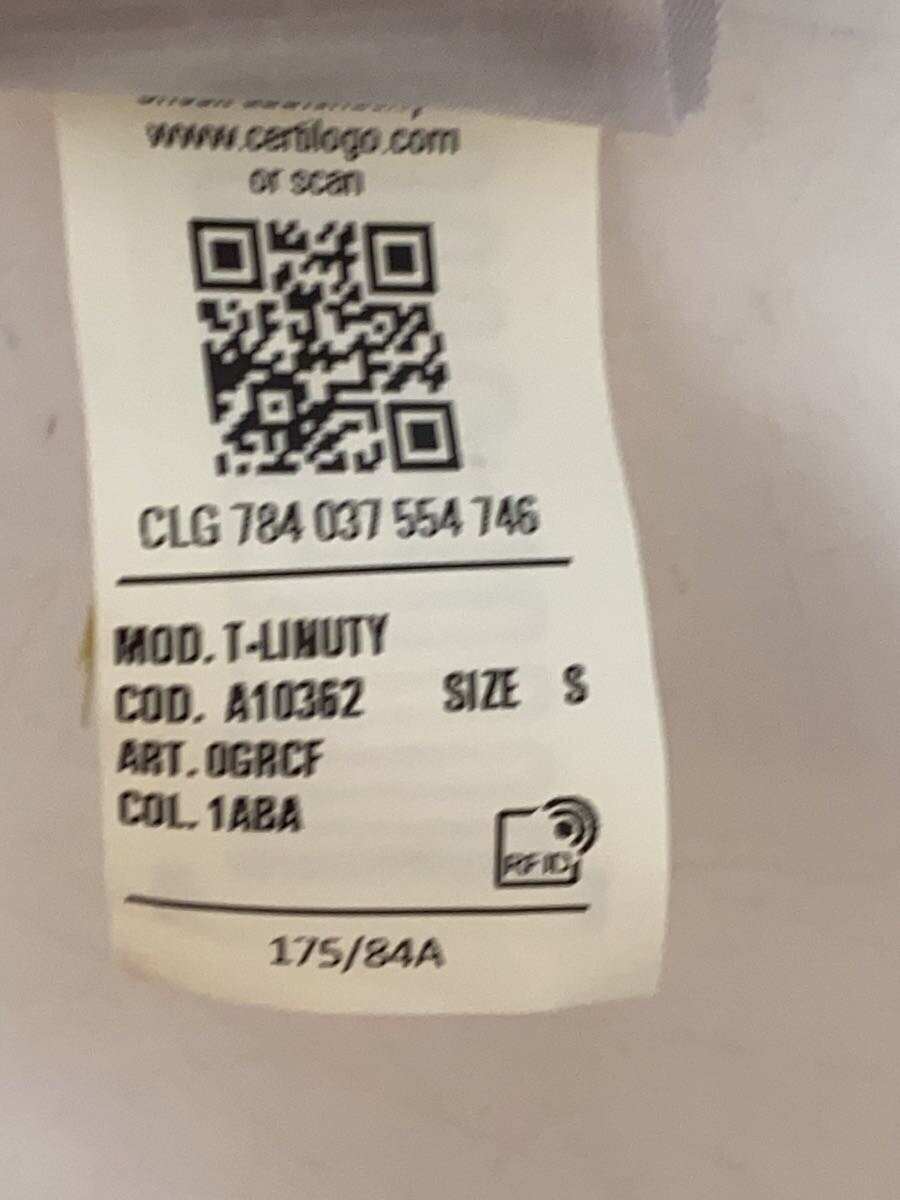 www.certilogo.com
or scan
CLG 784 037 554 746
MOD. T-LINUTY
COD. A10362 SIZE S
ART. 0GRCF
COL. 1ABA
RFID
175/84A